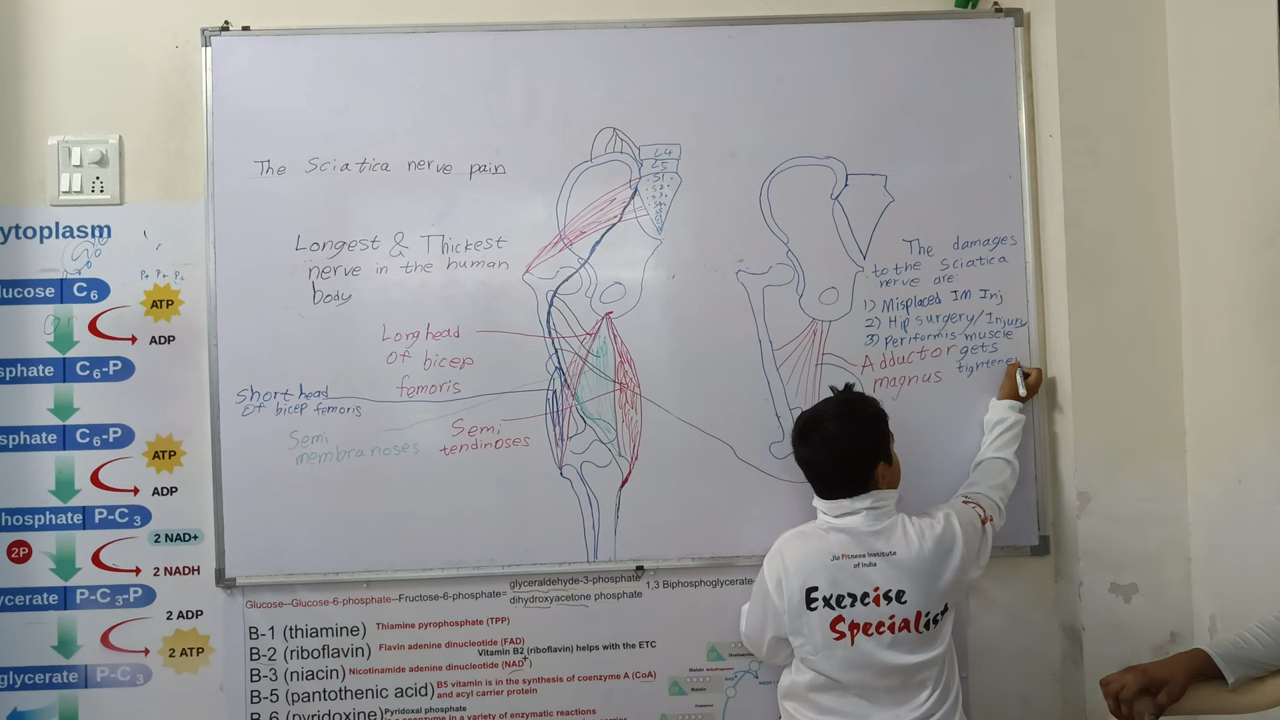 The Sciatica nerve pain
Longest & Thickest
nerve in the human
body
Long head
Of bicep
femoris
Short head
Of bicep femoris
Semi
membranoses
Semi
tendinoses
L4
L5
S1
S2
The damages
to the Sciatica
nerve are:
1) Misplaced IM Inj
2) Hip surgery/Injury
3) Periformis muscle
gets
tightene
Adductor
magnus
ytoplasm
lucose C6
P+ P+ P+
ATP
ADP
sphate C6-P
sphate C6-P
ATP
ADP
hosphate P-C3
2P
2 NAD+
2 NADH
lycerate P-C3-P
2 ADP
2 ATP
glycerate P-C3
Glucose--Glucose-6-phosphate--Fructose-6-phosphate=
glyceraldehyde-3-phosphate
dihydroxyacetone phosphate
1,3 Biphosphoglycerate-
B-1 (thiamine) Thiamine pyrophosphate (TPP)
B-2 (riboflavin) Flavin adenine dinucleotide (FAD)
Vitamin B2 (riboflavin) helps with the ETC
B-3 (niacin) Nicotinamide adenine dinucleotide (NAD+)
B-5 (pantothenic acid) B5 vitamin is in the synthesis of coenzyme A (CoA)
and acyl carrier protein
B-6 (pyridoxine) Pyridoxal phosphate
a coenzyme in a variety of enzymatic reactions
Jio Fitness Institute
of India
Exercise
Specialist